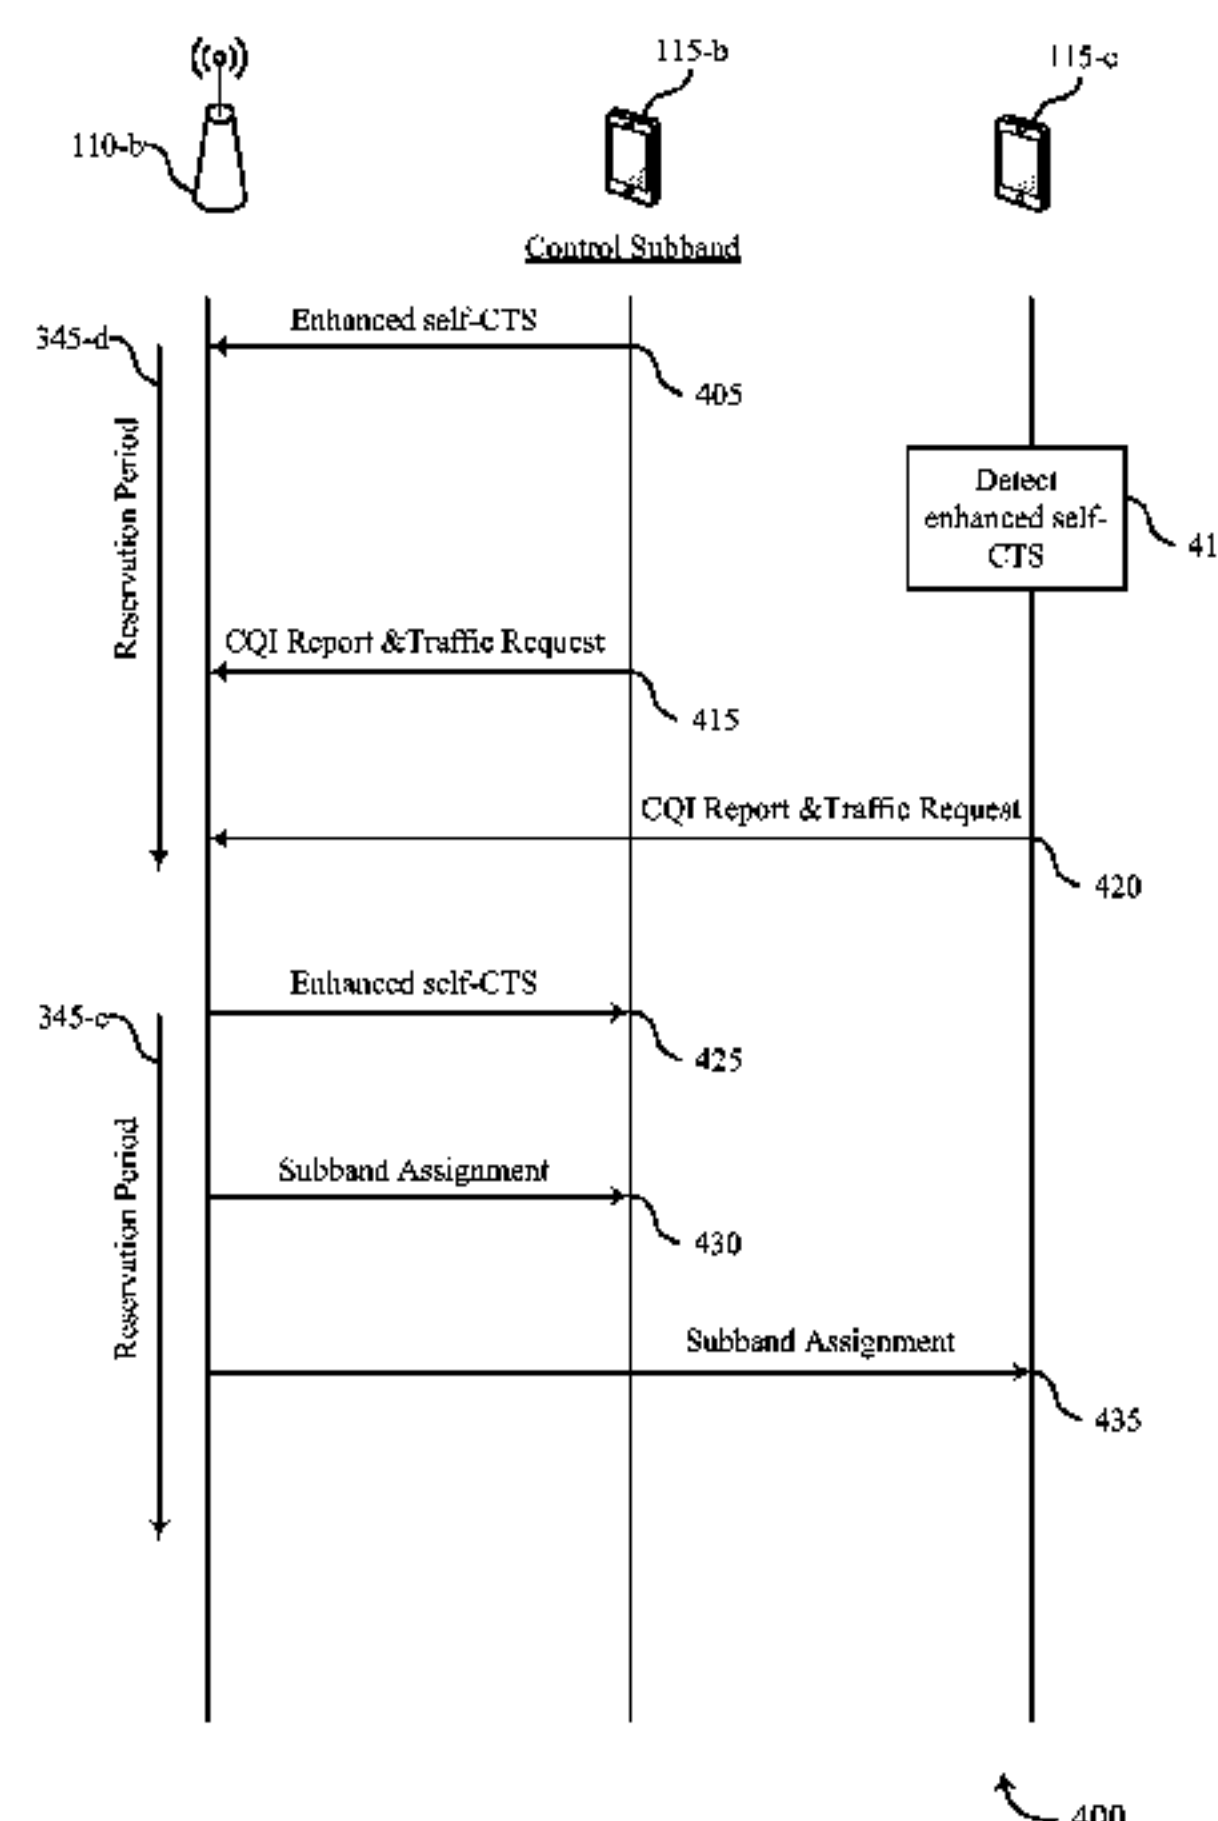 115-b
115-c
110-b
Control Subband
Enhanced self-CTS
345-d
405
Reservation Period
Detect
enhanced self-
CTS
41
CQI Report &Traffic Request
415
CQI Report &Traffic Request
420
Enhanced self-CTS
345-e
425
Reservation Period
Subband Assignment
430
Subband Assignment
435
400